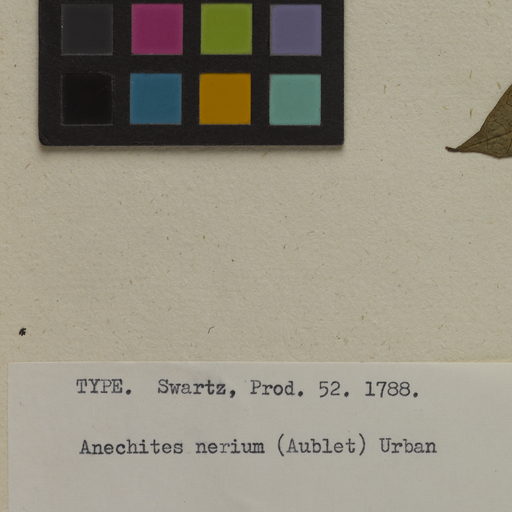 TYPE. Swartz, Prod. 52. 1788.
Anechites nerium (Aublet) Urban